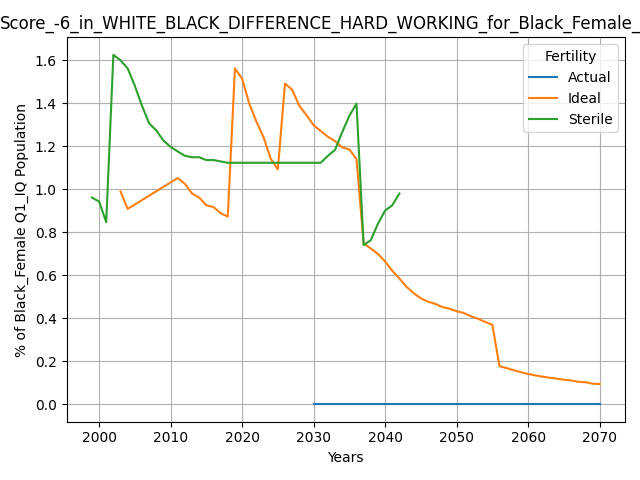 Score_-6_in_WHITE_BLACK_DIFFERENCE_HARD_WORKING_for_Black_Female_
Fertility
Actual
Ideal
Sterile
% of Black_Female Q1_IQ Population
1.6
1.4
1.2
1.0
0.8
0.6
0.4
0.2
0.0
2000 2010 2020 2030 2040 2050 2060 2070
Years